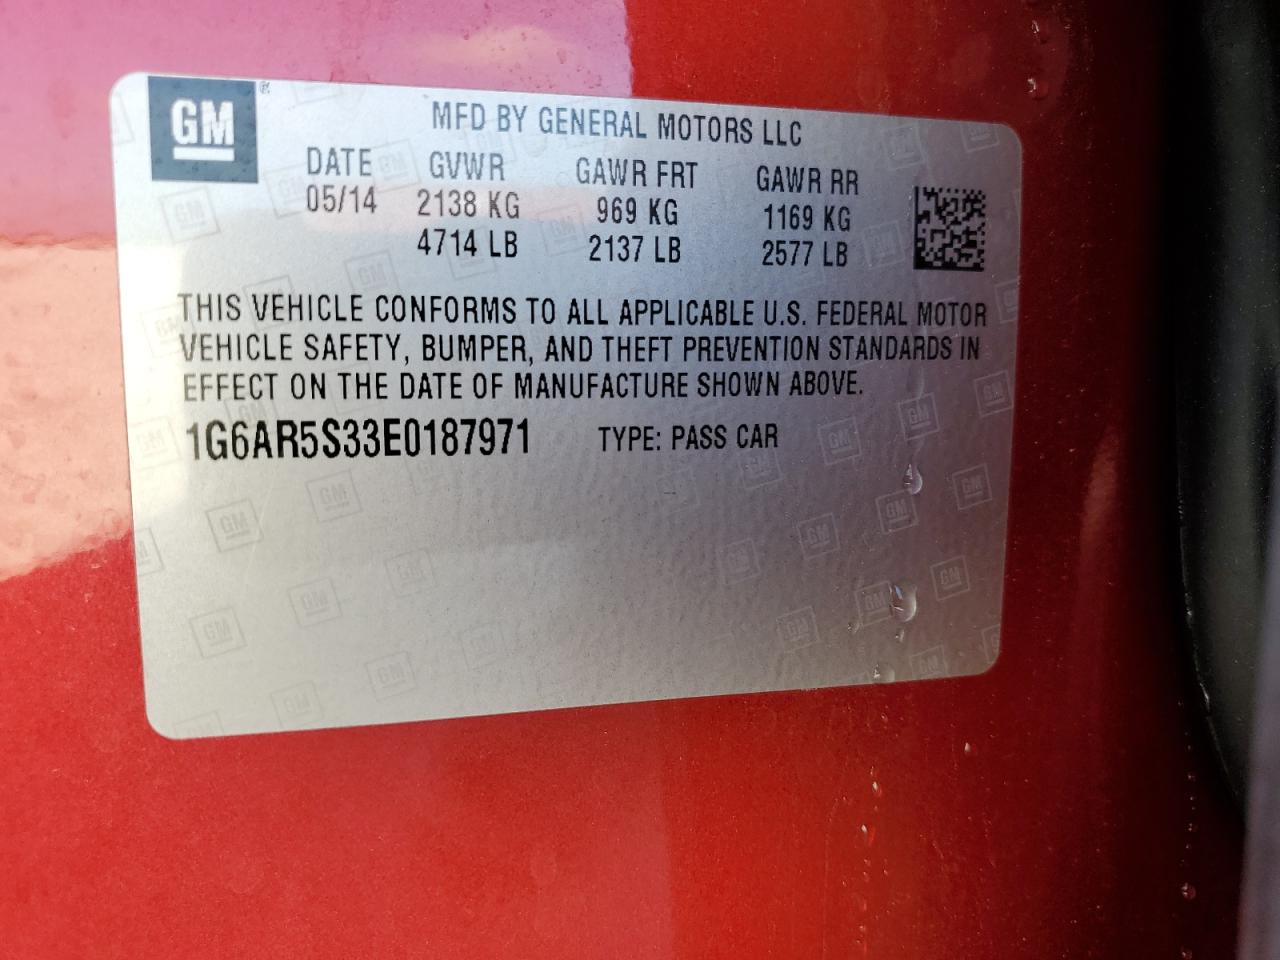 GM
MFD BY GENERAL MOTORS LLC
DATE GVWR GAWR FRT GAWR RR
05/14 2138 KG 969 KG 1169 KG
4714 LB 2137 LB 2577 LB
THIS VEHICLE CONFORMS TO ALL APPLICABLE U.S. FEDERAL MOTOR
VEHICLE SAFETY, BUMPER, AND THEFT PREVENTION STANDARDS IN
EFFECT ON THE DATE OF MANUFACTURE SHOWN ABOVE.
1G6AR5S33E0187971 TYPE: PASS CAR